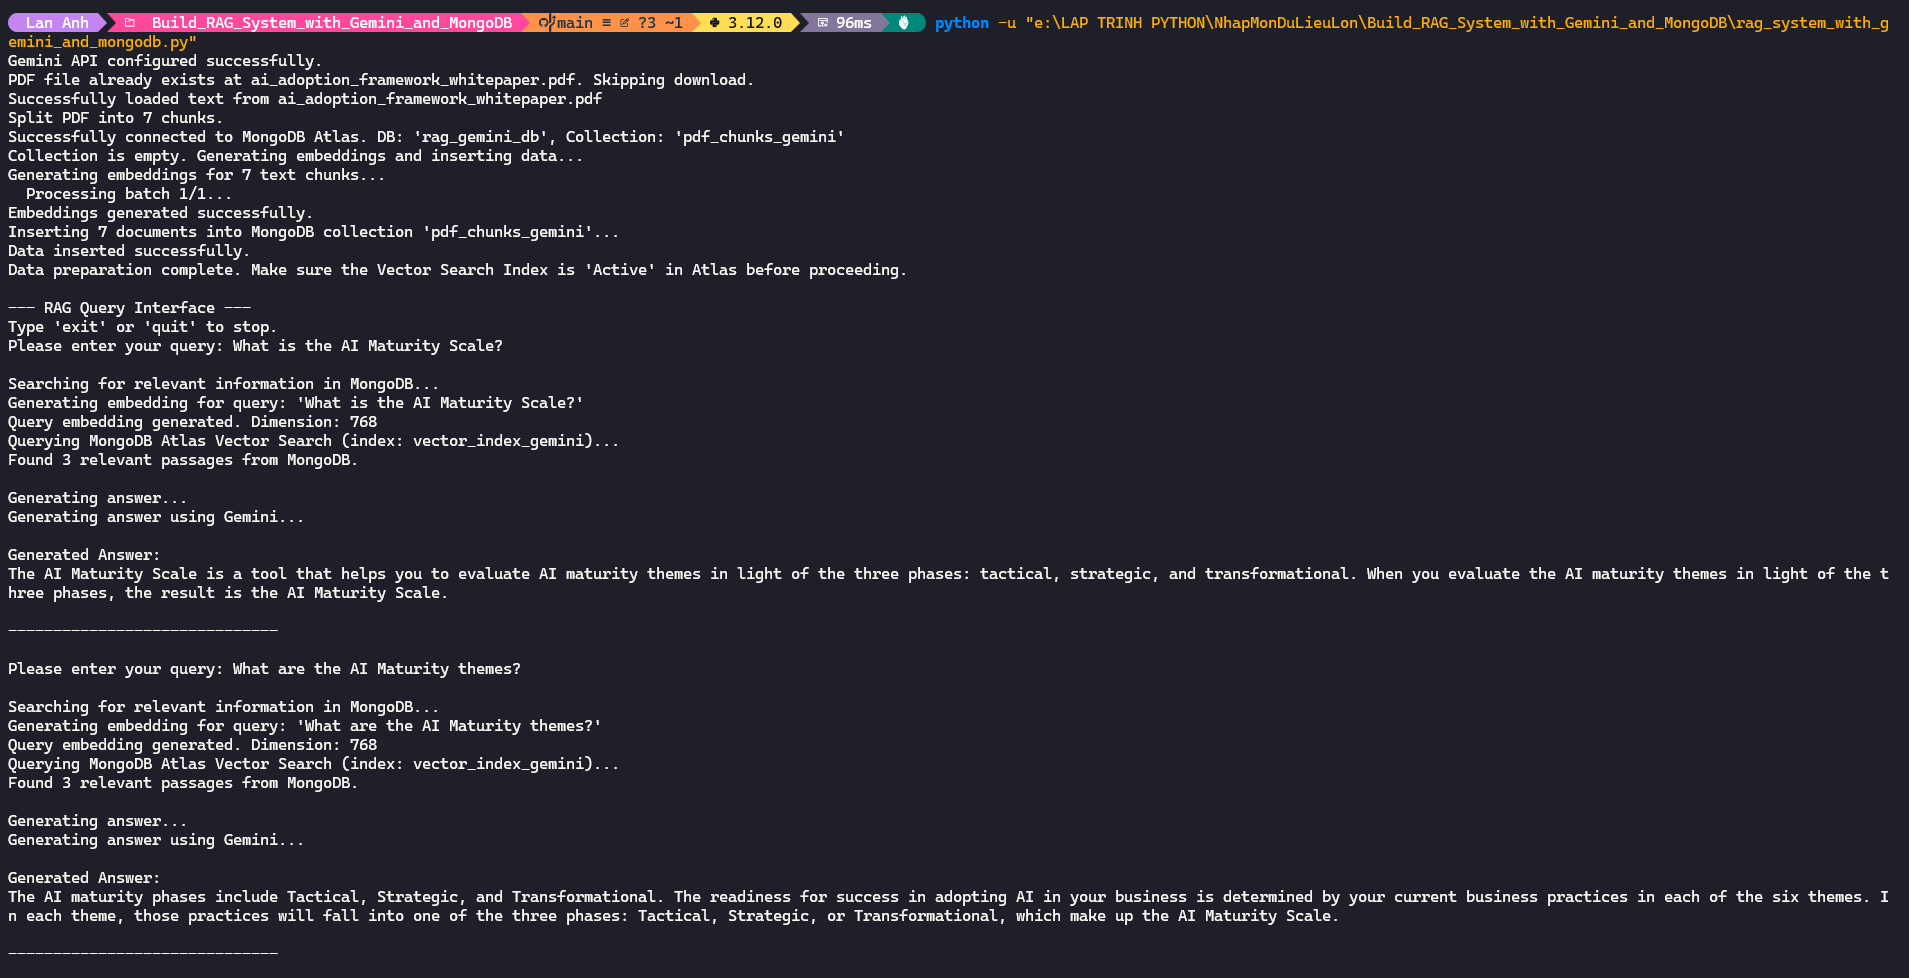 Lan Anh Build_RAG_System_with_Gemini_and_MongoDB main ≡ ?3 ~1 3.12.0 96ms python -u "e:\LAP TRINH PYTHON\NhapMonDuLieuLon\Build_RAG_System_with_Gemini_and_MongoDB\rag_system_with_g
emini_and_mongodb.py"
Gemini API configured successfully.
PDF file already exists at ai_adoption_framework_whitepaper.pdf. Skipping download.
Successfully loaded text from ai_adoption_framework_whitepaper.pdf
Split PDF into 7 chunks.
Successfully connected to MongoDB Atlas. DB: 'rag_gemini_db', Collection: 'pdf_chunks_gemini'
Collection is empty. Generating embeddings and inserting data...
Generating embeddings for 7 text chunks...
  Processing batch 1/1...
Embeddings generated successfully.
Inserting 7 documents into MongoDB collection 'pdf_chunks_gemini'...
Data inserted successfully.
Data preparation complete. Make sure the Vector Search Index is 'Active' in Atlas before proceeding.

--- RAG Query Interface ---
Type 'exit' or 'quit' to stop.
Please enter your query: What is the AI Maturity Scale?

Searching for relevant information in MongoDB...
Generating embedding for query: 'What is the AI Maturity Scale?'
Query embedding generated. Dimension: 768
Querying MongoDB Atlas Vector Search (index: vector_index_gemini)...
Found 3 relevant passages from MongoDB.

Generating answer...
Generating answer using Gemini...

Generated Answer:
The AI Maturity Scale is a tool that helps you to evaluate AI maturity themes in light of the three phases: tactical, strategic, and transformational. When you evaluate the AI maturity themes in light of the t
hree phases, the result is the AI Maturity Scale.

------------------------------

Please enter your query: What are the AI Maturity themes?

Searching for relevant information in MongoDB...
Generating embedding for query: 'What are the AI Maturity themes?'
Query embedding generated. Dimension: 768
Querying MongoDB Atlas Vector Search (index: vector_index_gemini)...
Found 3 relevant passages from MongoDB.

Generating answer...
Generating answer using Gemini...

Generated Answer:
The AI maturity phases include Tactical, Strategic, and Transformational. The readiness for success in adopting AI in your business is determined by your current business practices in each of the six themes. I
n each theme, those practices will fall into one of the three phases: Tactical, Strategic, or Transformational, which make up the AI Maturity Scale.

------------------------------